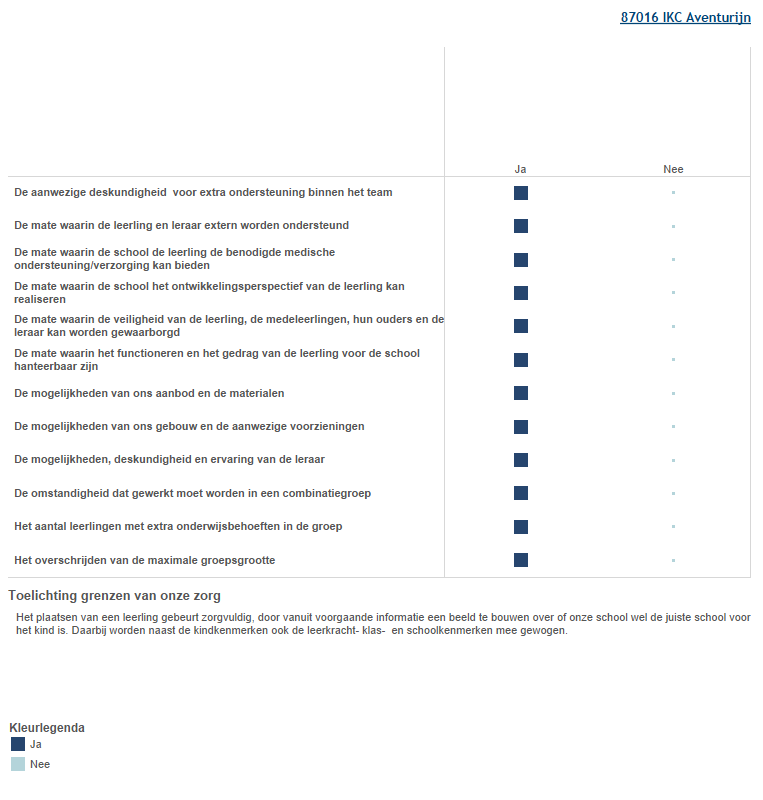 87016 IKC Aventurijn
Ja Nee
De aanwezige deskundigheid  voor extra ondersteuning binnen het team
De mate waarin de leerling en leraar extern worden ondersteund
De mate waarin de school de leerling de benodigde medische
ondersteuning/verzorging kan bieden
De mate waarin de school het ontwikkelingsperspectief van de leerling kan
realiseren
De mate waarin de veiligheid van de leerling, de medeleerlingen, hun ouders en de
leraar kan worden gewaarborgd
De mate waarin het functioneren en het gedrag van de leerling voor de school
hanteerbaar zijn
De mogelijkheden van ons aanbod en de materialen
De mogelijkheden van ons gebouw en de aanwezige voorzieningen
De mogelijkheden, deskundigheid en ervaring van de leraar
De omstandigheid dat gewerkt moet worden in een combinatiegroep
Het aantal leerlingen met extra onderwijsbehoeften in de groep
Het overschrijden van de maximale groepsgrootte
Toelichting grenzen van onze zorg
Het plaatsen van een leerling gebeurt zorgvuldig, door vanuit voorgaande informatie een beeld te bouwen over of onze school wel de juiste school voor
het kind is. Daarbij worden naast de kindkenmerken ook de leerkracht- klas-  en schoolkenmerken mee gewogen.
Kleurlegenda
Ja
Nee